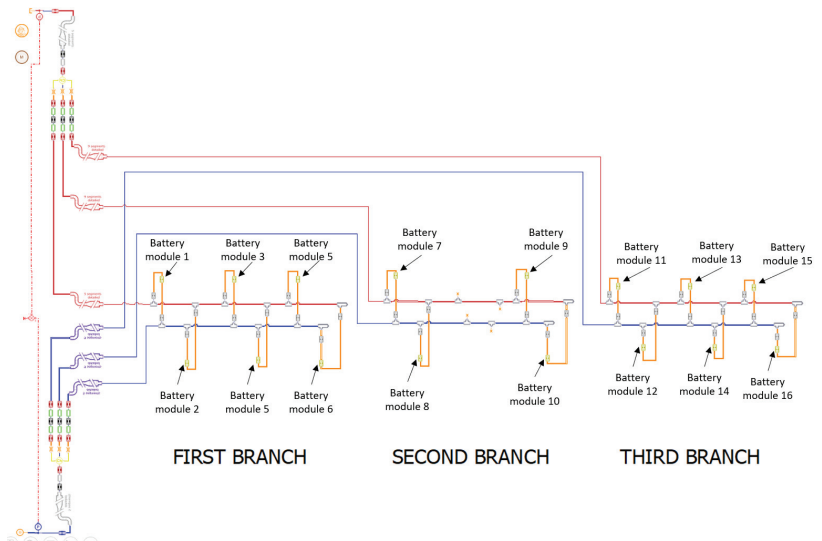 Battery
module 1
Battery
module 3
Battery
module 5
Battery
module 7
Battery
module 9
Battery
module 11
Battery
module 13
Battery
module 15
Battery
module 2
Battery
module 5
Battery
module 6
Battery
module 8
Battery
module 10
Battery
module 12
Battery
module 14
Battery
module 16
FIRST BRANCH
SECOND BRANCH
THIRD BRANCH